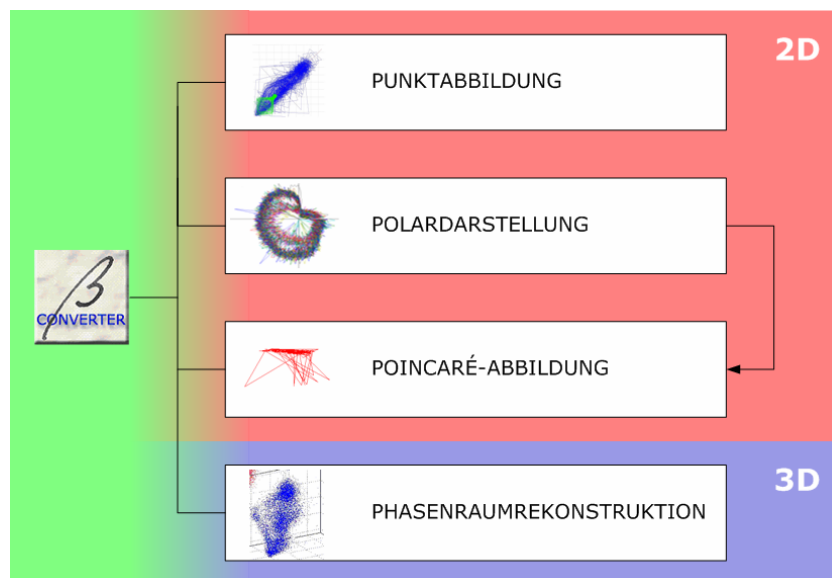 2D
PUNKTABBILDUNG
POLARDARSTELLUNG
β
CONVERTER
POINCARÉ-ABBILDUNG
3D
PHASENRAUMREKONSTRUKTION